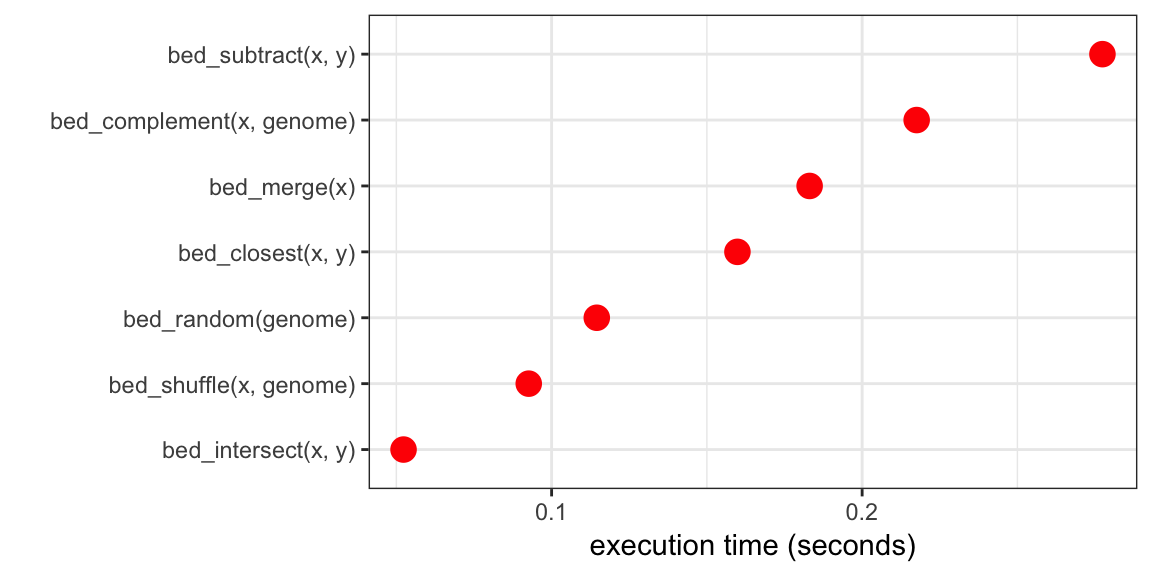 bed_subtract(x, y)
bed_complement(x, genome)
bed_merge(x)
bed_closest(x, y)
bed_random(genome)
bed_shuffle(x, genome)
bed_intersect(x, y)
0.1 0.2
execution time (seconds)